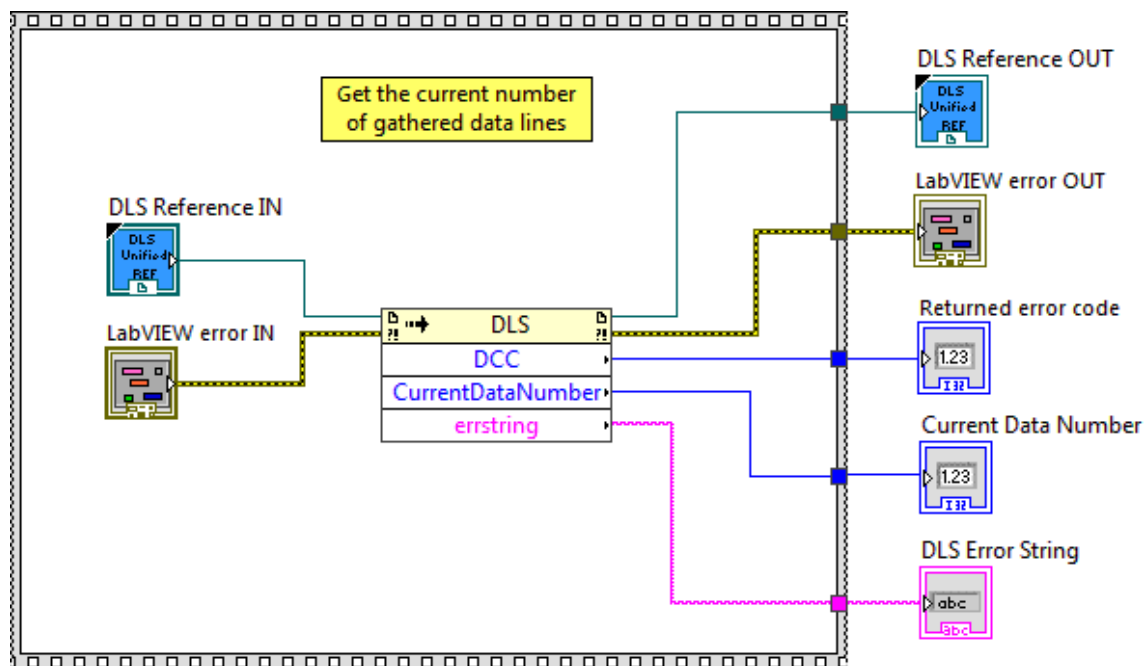 Get the current number
of gathered data lines
DLS Reference IN
DLS
Unified
REF
LabVIEW error IN
DLS
DCC
CurrentDataNumber
errstring
DLS Reference OUT
DLS
Unified
REF
LabVIEW error OUT
Returned error code
1.23
I32
Current Data Number
1.23
I32
DLS Error String
abc
abc